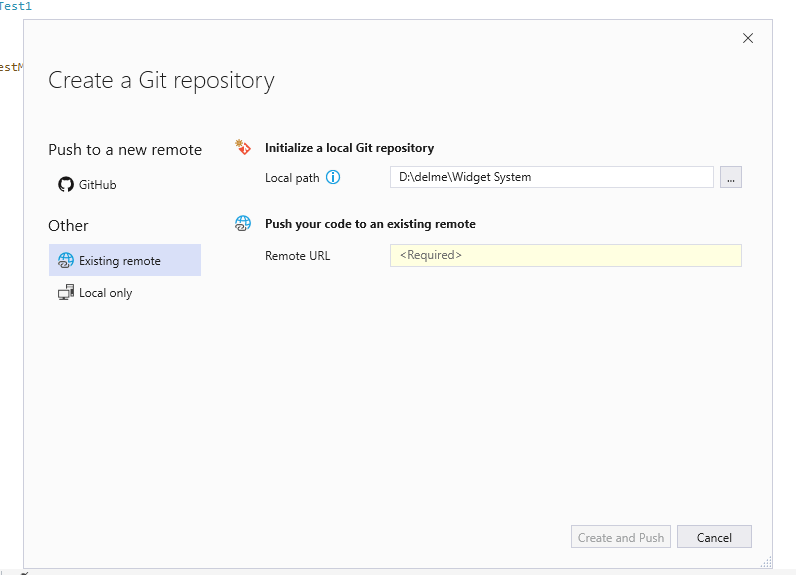 Test1
estM
Create a Git repository
Push to a new remote
GitHub
Other
Existing remote
Local only
Initialize a local Git repository
Local path
D:\delme\Widget System
...
Push your code to an existing remote
Remote URL
<Required>
Create and Push
Cancel